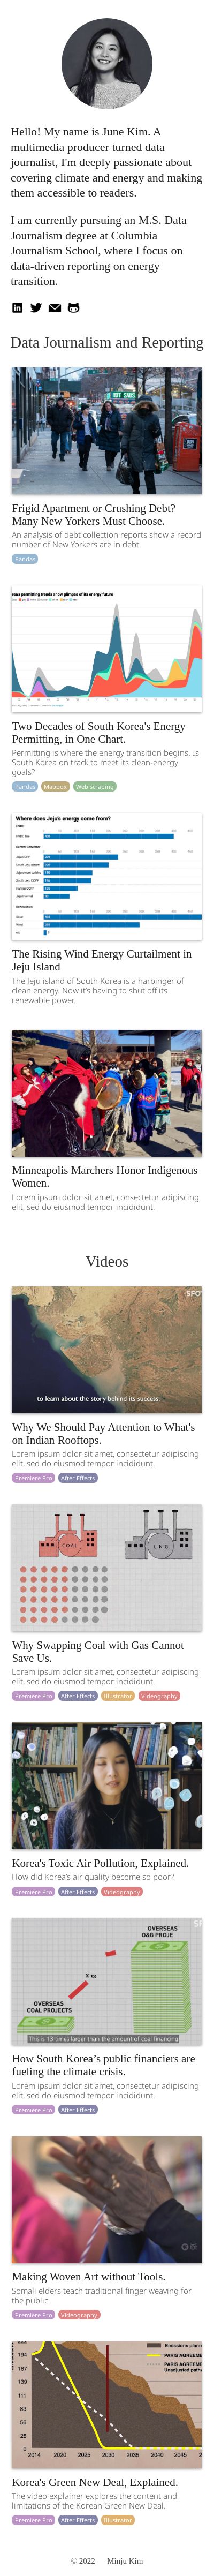 Hello! My name is June Kim. A
multimedia producer turned data
journalist, I'm deeply passionate about
covering climate and energy and making
them accessible to readers.
I am currently pursuing an M.S. Data
Journalism degree at Columbia
Journalism School, where I focus on
data-driven reporting on energy
transition.
Data Journalism and Reporting
Frigid Apartment or Crushing Debt?
Many New Yorkers Must Choose.
An analysis of debt collection reports show a record
number of New Yorkers are in debt.
Pandas
Two Decades of South Korea's Energy
Permitting, in One Chart.
Permitting is where the energy transition begins. Is
South Korea on track to meet its clean-energy
goals?
Pandas Mapbox Web scraping
Where does Jeju's energy come from?
The Rising Wind Energy Curtailment in
Jeju Island
The Jeju island of South Korea is a harbinger of
clean energy. Now it's having to shut off its
renewable power.
Minneapolis Marchers Honor Indigenous
Women.
Lorem ipsum dolor sit amet, consectetur adipiscing
elit, sed do eiusmod tempor incididunt.
Videos
to learn about the story behind its success.
Why We Should Pay Attention to What's
on Indian Rooftops.
Lorem ipsum dolor sit amet, consectetur adipiscing
elit, sed do eiusmod tempor incididunt.
Premiere Pro After Effects
COAL LNG
Why Swapping Coal with Gas Cannot
Save Us.
Lorem ipsum dolor sit amet, consectetur adipiscing
elit, sed do eiusmod tempor incididunt.
Premiere Pro After Effects Illustrator Videography
Korea's Toxic Air Pollution, Explained.
How did Korea's air quality become so poor?
Premiere Pro After Effects Videography
OVERSEAS
O&G PROJE
X 13
OVERSEAS
COAL PROJECTS
This is 13 times larger than the amount of coal financing
How South Korea’s public financiers are
fueling the climate crisis.
Lorem ipsum dolor sit amet, consectetur adipiscing
elit, sed do eiusmod tempor incididunt.
Premiere Pro After Effects
Making Woven Art without Tools.
Somali elders teach traditional finger weaving for
the public.
Premiere Pro Videography
Emissions plann
PARIS AGREEME
PARIS AGREEME
Unadjusted path
194
167
139
111
83
56
28
0
2014 2020 2025 2030 2035 2040 2045 2
Korea's Green New Deal, Explained.
The video explainer explores the content and
limitations of the Korean Green New Deal.
Premiere Pro After Effects Illustrator
© 2022 — Minju Kim